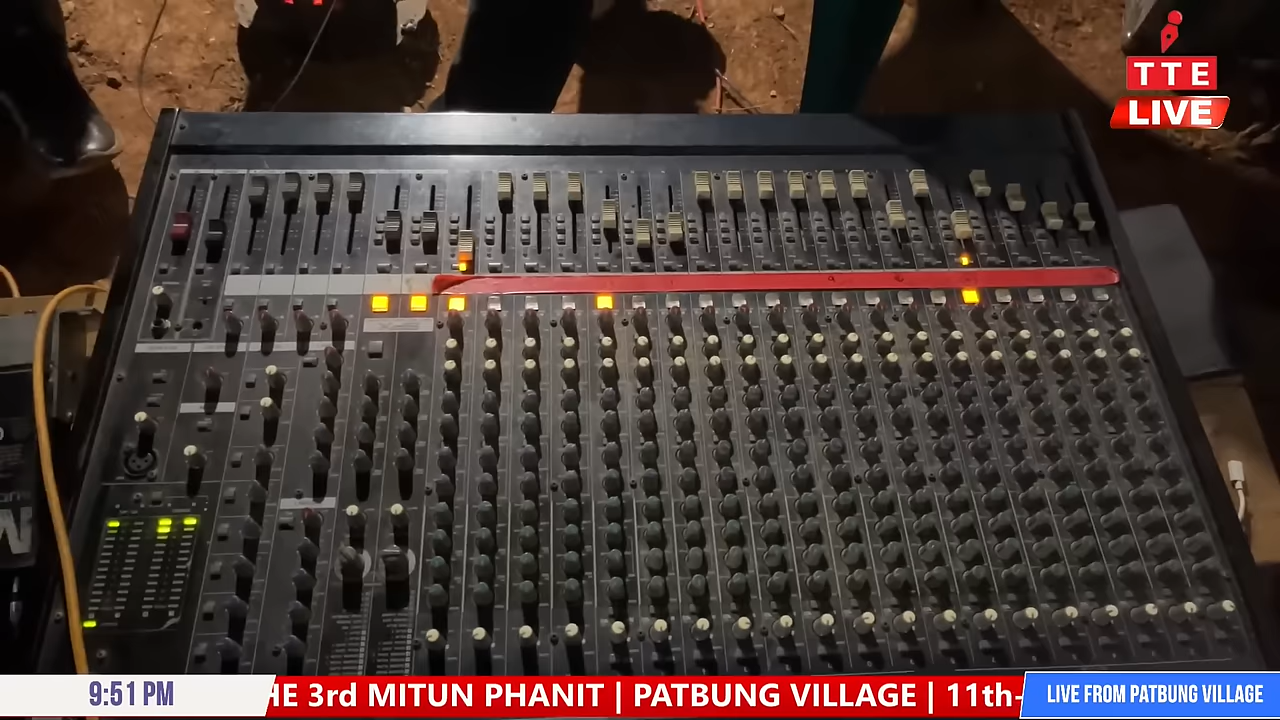 TTE
LIVE
9:51 PM
HE 3rd MITUN PHANIT | PATBUNG VILLAGE | 11th-
LIVE FROM PATBUNG VILLAGE